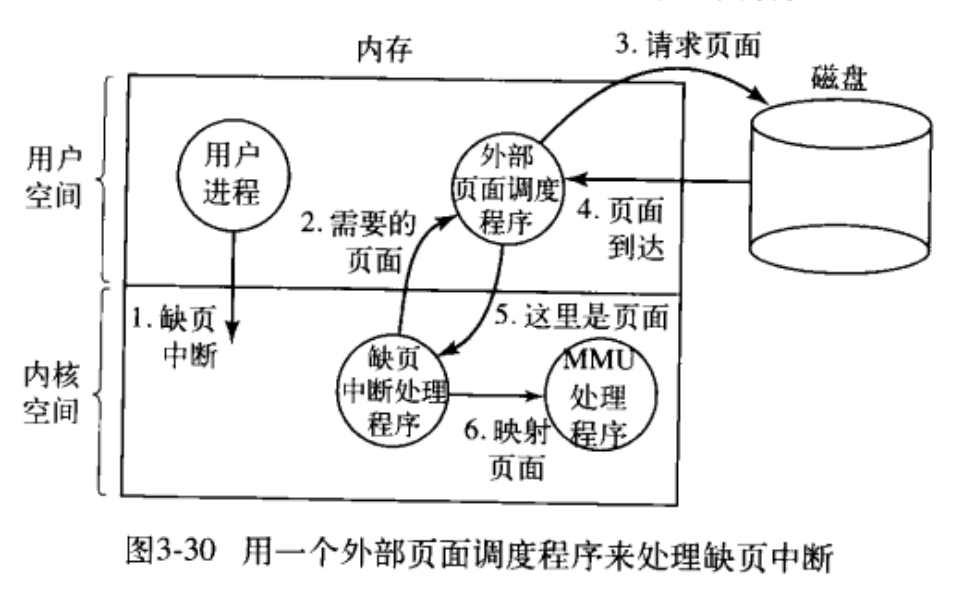 内存
3. 请求页面
磁盘
用户
空间
用户
进程
外部
页面调度
程序
2. 需要的
页面
4. 页面
到达
1. 缺页
中断
5. 这里是页面
内核
空间
缺页
中断处理
程序
MMU
处理
程序
6. 映射
页面
图3-30 用一个外部页面调度程序来处理缺页中断